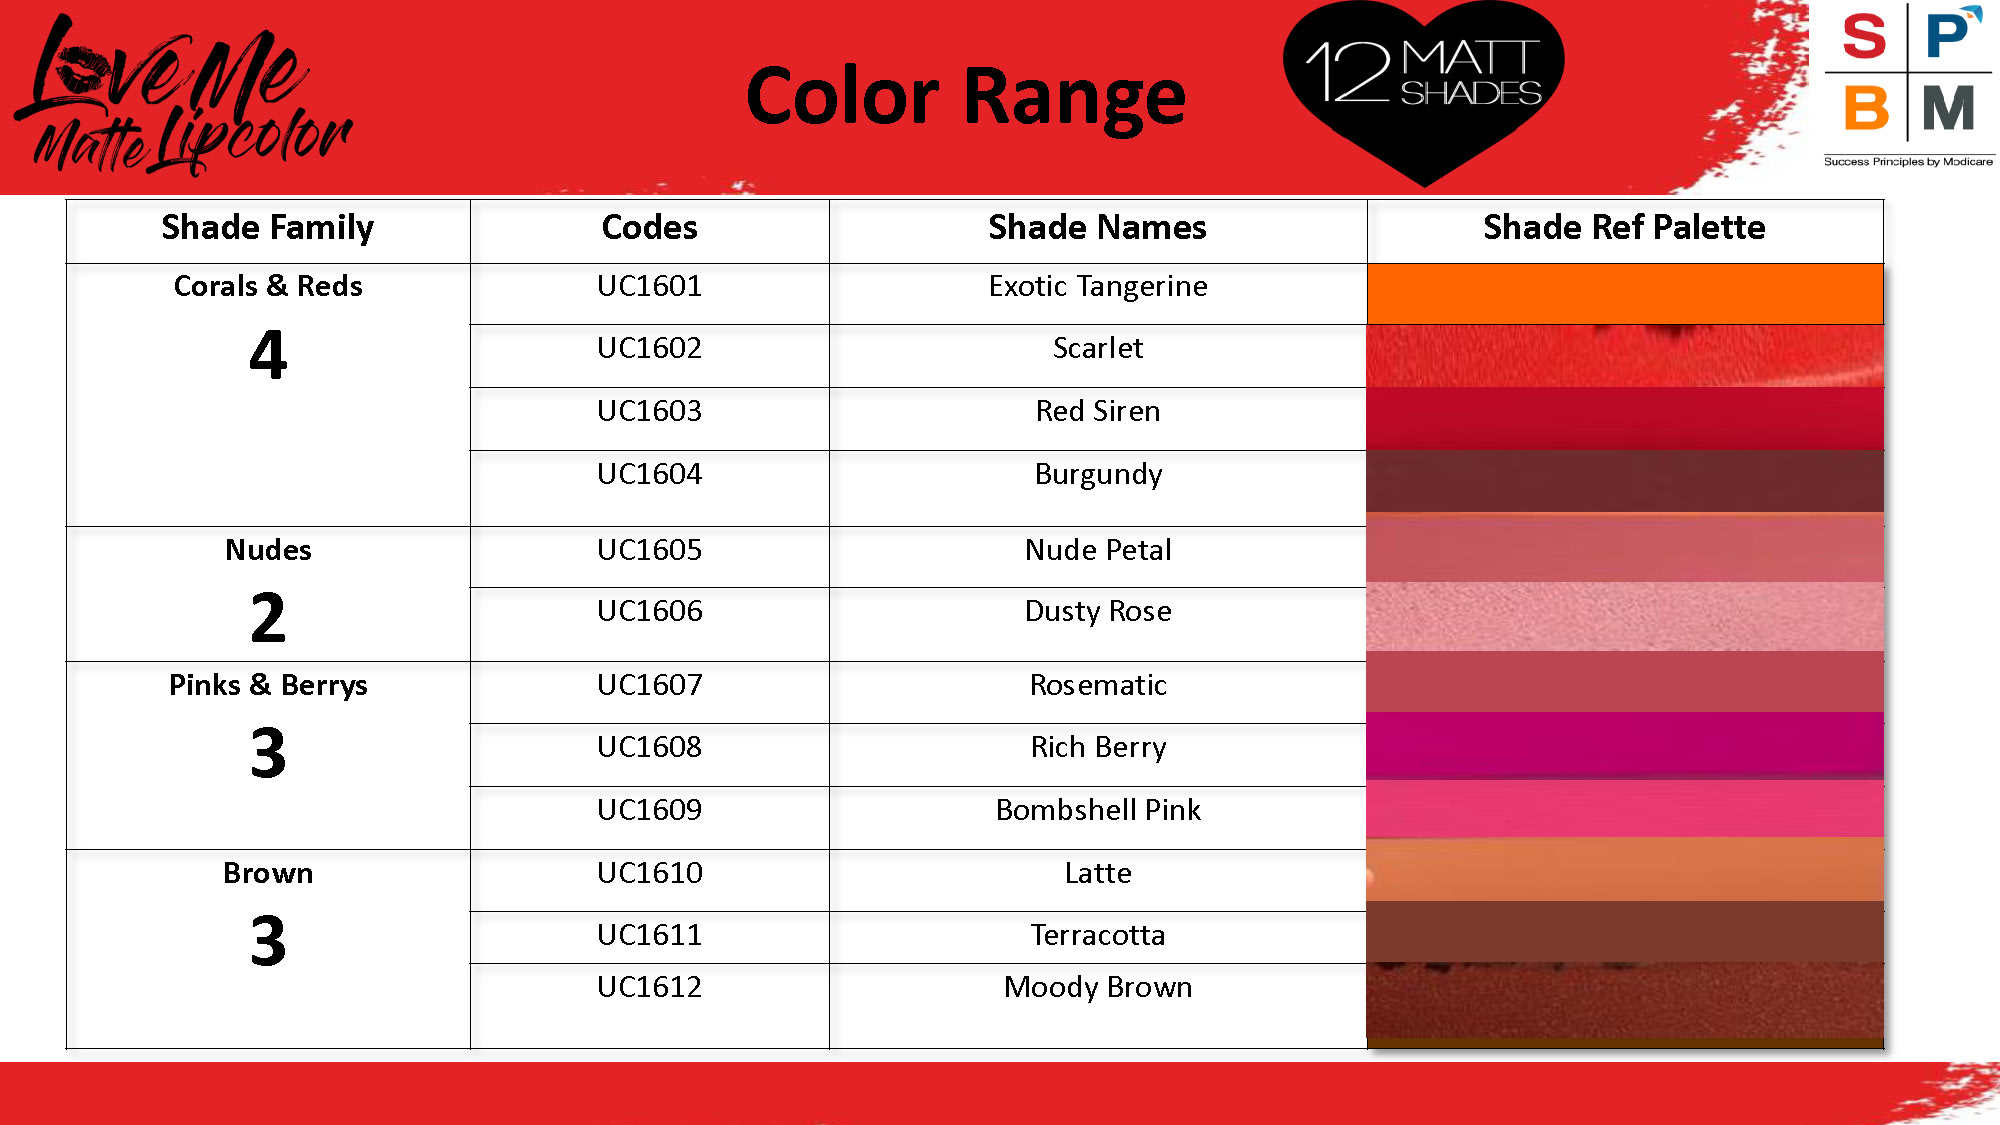 Love Me
Matte Lipcolor
Color Range
12 MATT
SHADES
S P
B M
Success Principles by Modicare
Shade Family Codes Shade Names Shade Ref Palette
Corals & Reds UC1601 Exotic Tangerine
4
UC1602 Scarlet
UC1603 Red Siren
UC1604 Burgundy
Nudes UC1605 Nude Petal
2
UC1606 Dusty Rose
Pinks & Berrys UC1607 Rosematic
3
UC1608 Rich Berry
UC1609 Bombshell Pink
Brown UC1610 Latte
3
UC1611 Terracotta
UC1612 Moody Brown